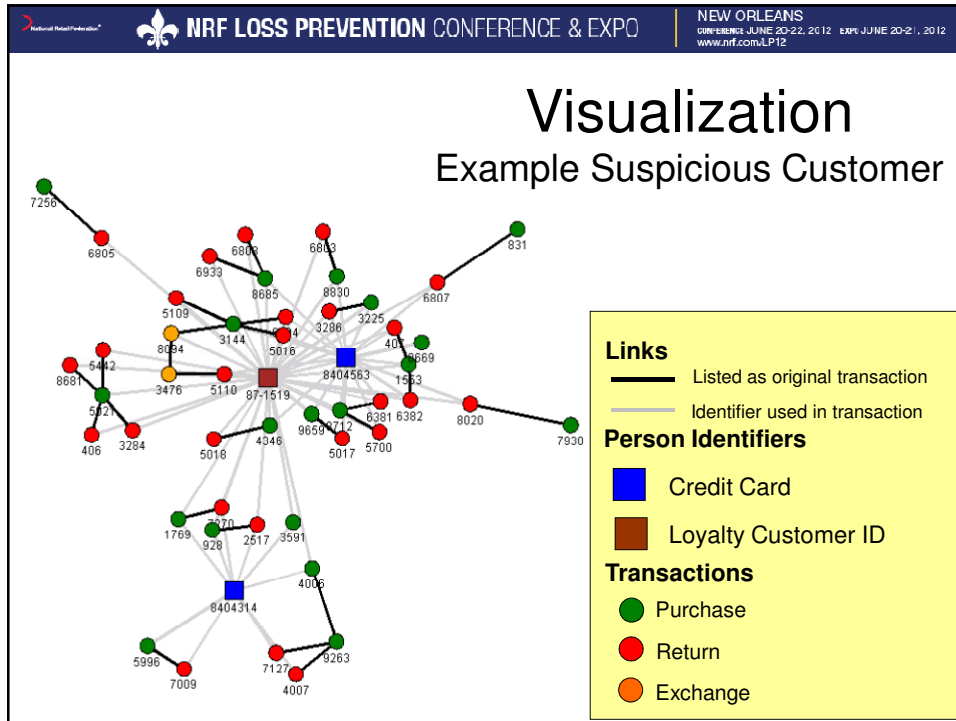 National Retail Federation
NRF LOSS PREVENTION CONFERENCE & EXPO
NEW ORLEANS
CONFERENCE JUNE 20-22, 2012 EXPO JUNE 20-21, 2012
www.nrf.com/LP12
Visualization
Example Suspicious Customer
7256
6805
6803
6803
831
6933
8685
8830
6807
5109
3286
3225
3144
5016
8094
8404563
1553
5442
8681
3476
5110
87-1519
5021
6381
6382
8020
406
3284
5018
4046
9659
5017
5700
7930
1769
928
2517
3591
4006
8404314
5996
7009
7127
9263
4007
Links
Listed as original transaction
Identifier used in transaction
Person Identifiers
Credit Card
Loyalty Customer ID
Transactions
Purchase
Return
Exchange